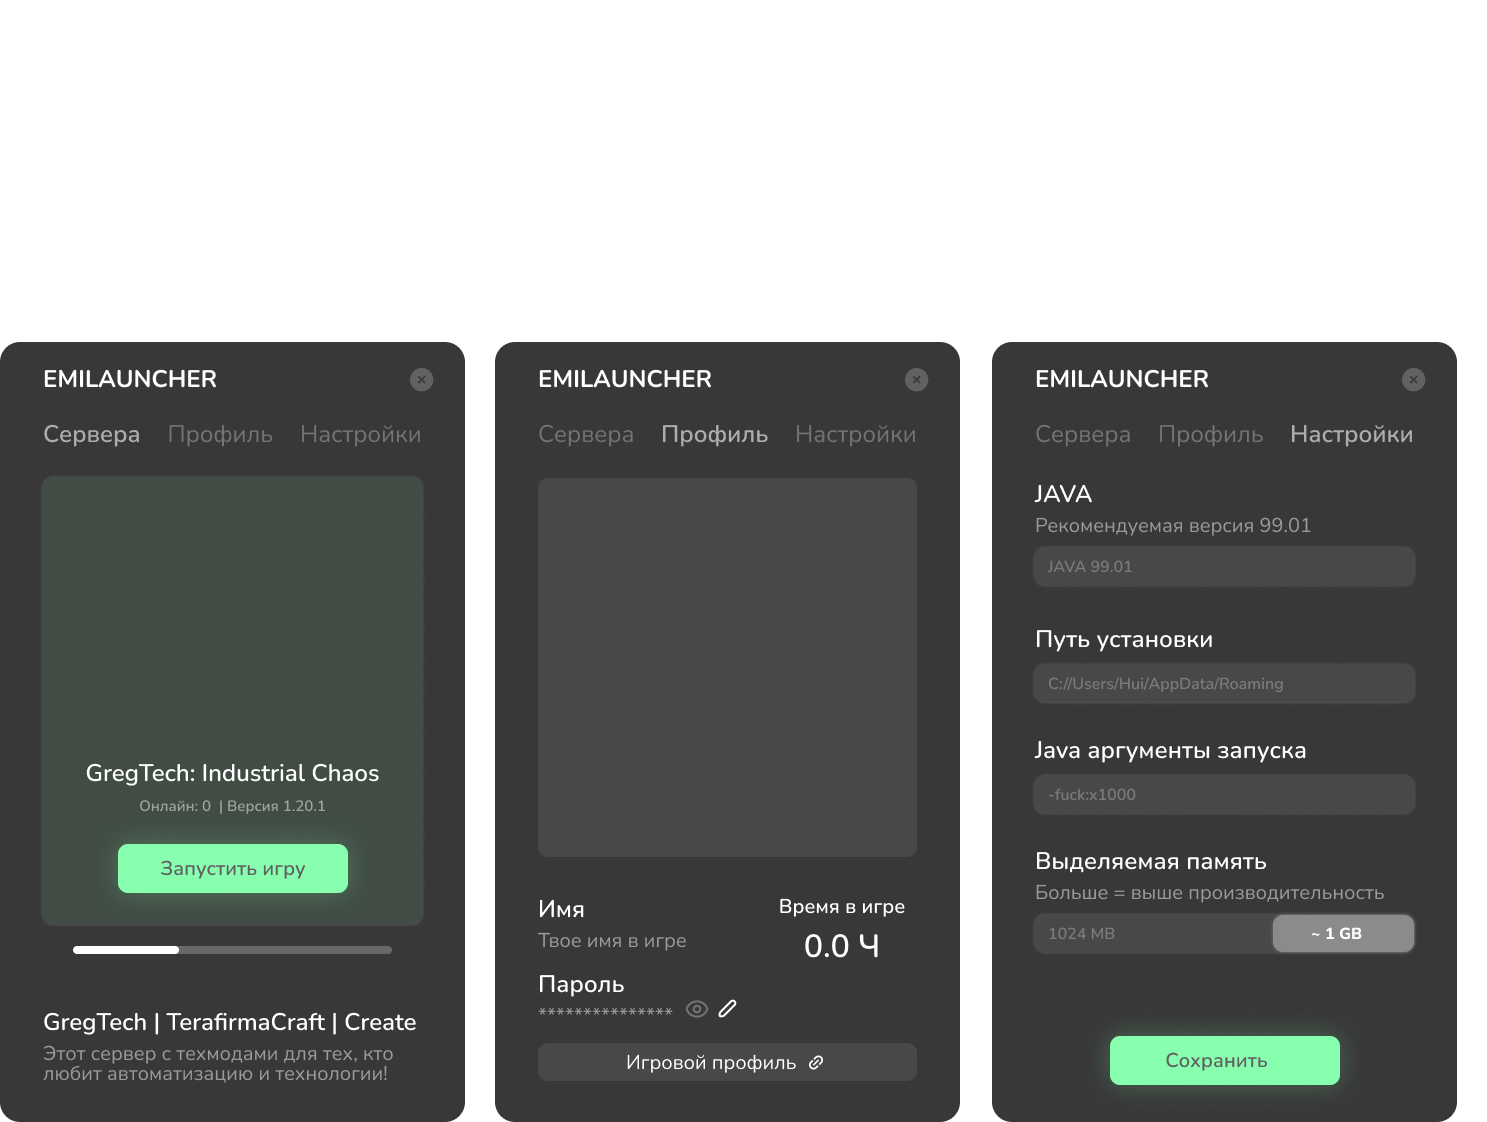 EMILAUNCHER
Сервера Профиль Настройки
GregTech: Industrial Chaos
Онлайн: 0 | Версия 1.20.1
Запустить игру
GregTech | TerafirmaCraft | Create
Этот сервер с техмодами для тех, кто
любит автоматизацию и технологии!
EMILAUNCHER
Сервера Профиль Настройки
Имя
Твое имя в игре
Время в игре
0.0 Ч
Пароль
***************
Игровой профиль
EMILAUNCHER
Сервера Профиль Настройки
JAVA
Рекомендуемая версия 99.01
JAVA 99.01
Путь установки
C://Users/Hui/AppData/Roaming
Java аргументы запуска
-fuck:x1000
Выделяемая память
Больше = выше производительность
1024 MB
~ 1 GB
Сохранить